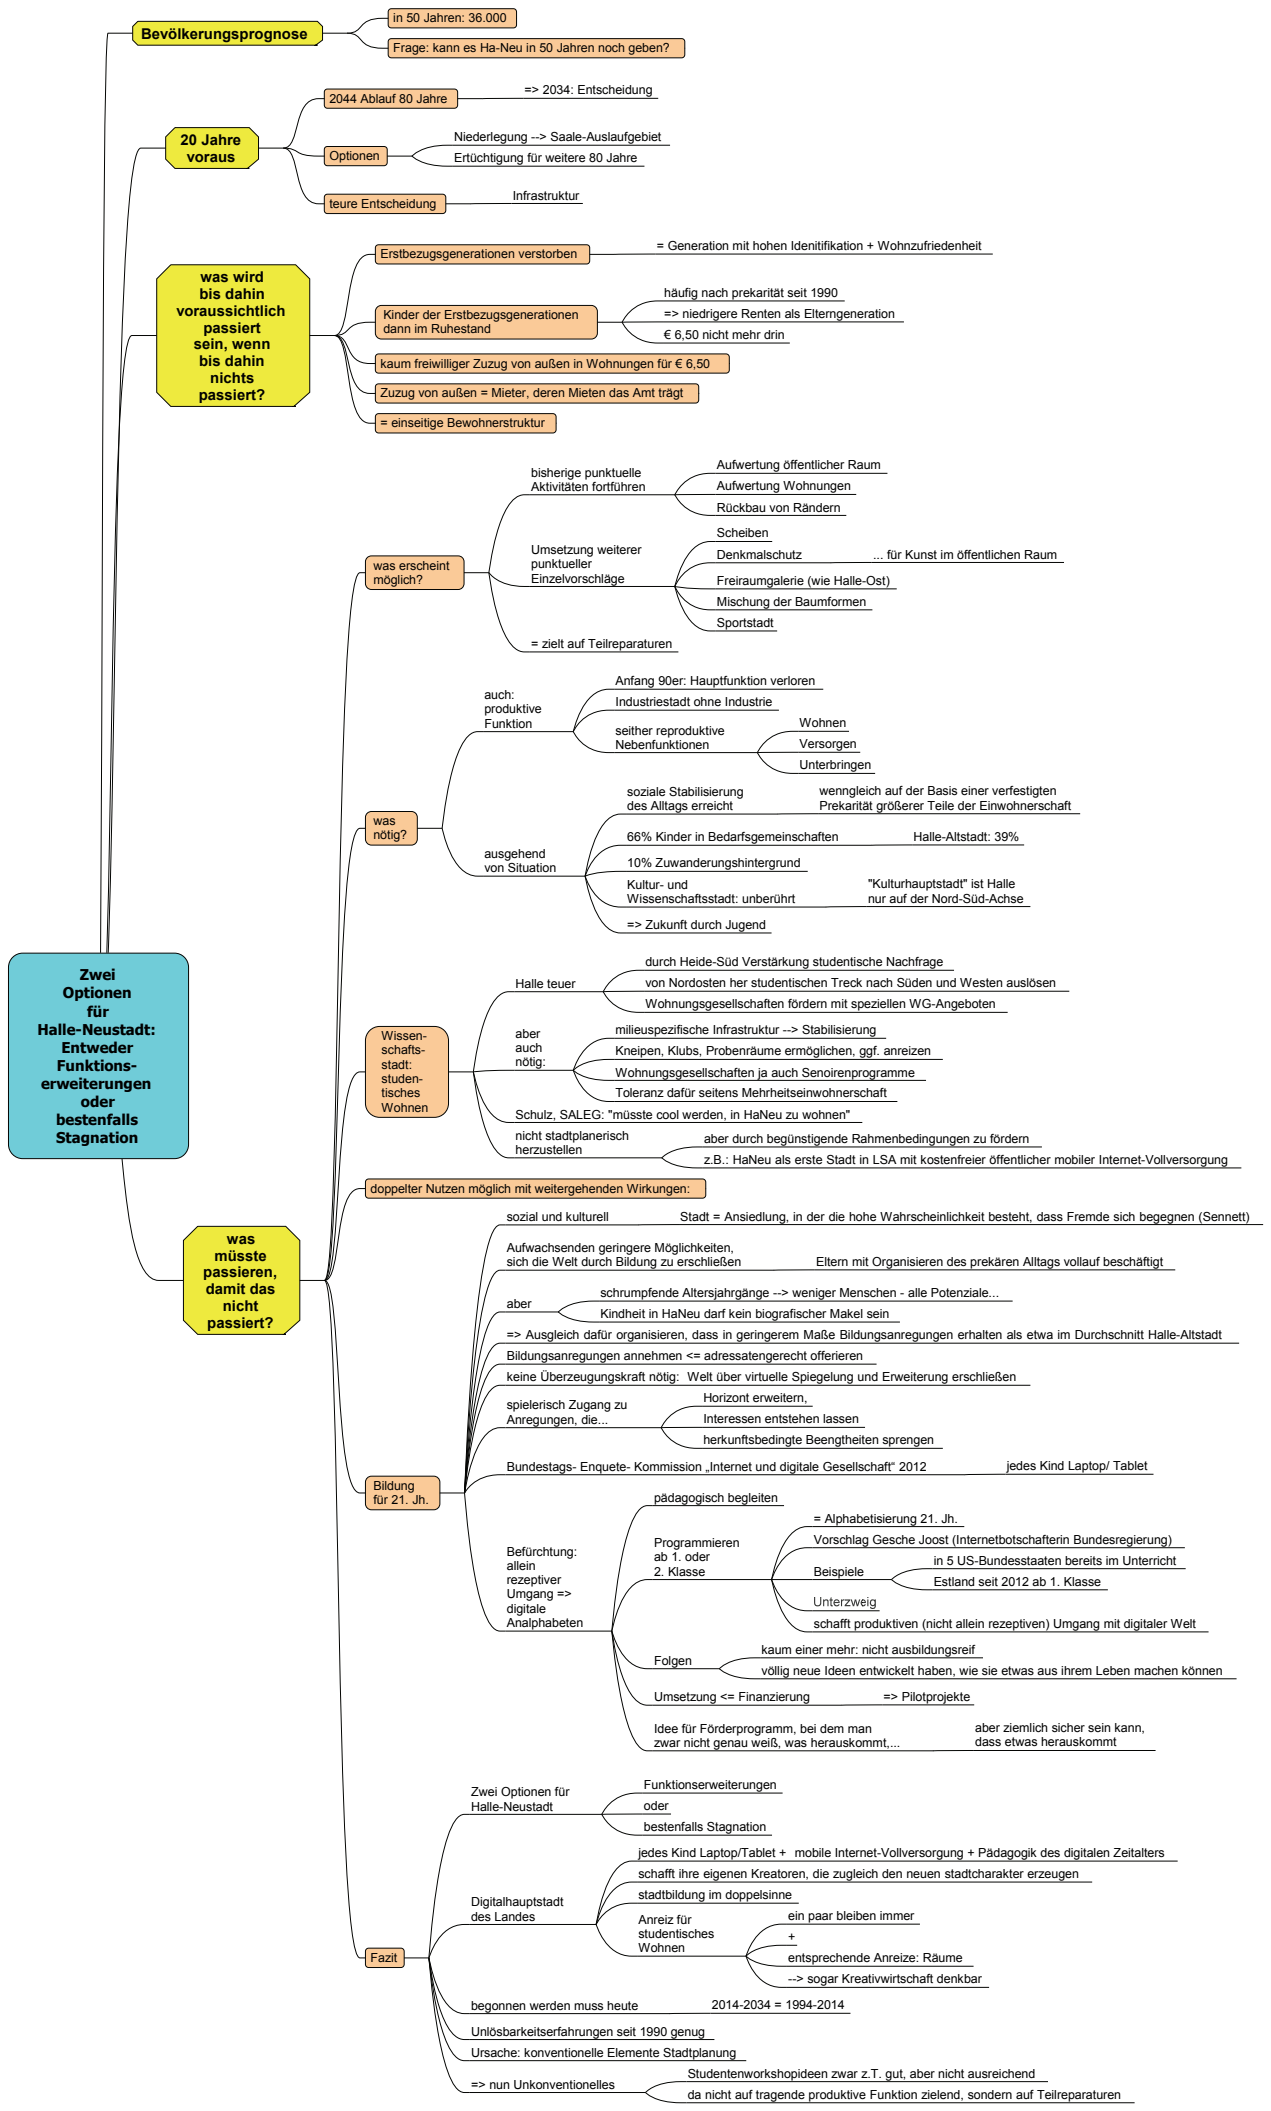 Bevölkerungsprognose
in 50 Jahren: 36.000
Frage: kann es Ha-Neu in 50 Jahren noch geben?
20 Jahre
voraus
2044 Ablauf 80 Jahre
=> 2034: Entscheidung
Optionen
Niederlegung --> Saale-Auslaufgebiet
Ertüchtigung für weitere 80 Jahre
teure Entscheidung
Infrastruktur
was wird
bis dahin
voraussichtlich
passiert
sein, wenn
bis dahin
nichts
passiert?
Erstbezugsgenerationen verstorben
= Generation mit hohen Idenitifikation + Wohnzufriedenheit
Kinder der Erstbezugsgenerationen
dann im Ruhestand
häufig nach prekarität seit 1990
=> niedrigere Renten als Elterngeneration
€ 6,50 nicht mehr drin
kaum freiwilliger Zuzug von außen in Wohnungen für € 6,50
Zuzug von außen = Mieter, deren Mieten das Amt trägt
= einseitige Bewohnerstruktur
Zwei
Optionen
für
Halle-Neustadt:
Entweder
Funktions-
erweiterungen
oder
bestenfalls
Stagnation
was
müsste
passieren,
damit das
nicht
passiert?
was erscheint
möglich?
bisherige punktuelle
Aktivitäten fortführen
Aufwertung öffentlicher Raum
Aufwertung Wohnungen
Rückbau von Rändern
Umsetzung weiterer
punktueller
Einzelvorschläge
Scheiben
Denkmalschutz
... für Kunst im öffentlichen Raum
Freiraumgalerie (wie Halle-Ost)
Mischung der Baumformen
Sportstadt
= zielt auf Teilreparaturen
was
nötig?
auch:
produktive
Funktion
Anfang 90er: Hauptfunktion verloren
Industriestadt ohne Industrie
seither reproduktive
Nebenfunktionen
Wohnen
Versorgen
Unterbringen
ausgehend
von Situation
soziale Stabilisierung
des Alltags erreicht
wenngleich auf der Basis einer verfestigten
Prekarität größerer Teile der Einwohnerschaft
66% Kinder in Bedarfsgemeinschaften
Halle-Altstadt: 39%
10% Zuwanderungshintergrund
Kultur- und
Wissenschaftsstadt: unberührt
"Kulturhauptstadt" ist Halle
nur auf der Nord-Süd-Achse
=> Zukunft durch Jugend
Wissen-
schafts-
stadt:
studen-
tisches
Wohnen
Halle teuer
durch Heide-Süd Verstärkung studentische Nachfrage
von Nordosten her studentischen Treck nach Süden und Westen auslösen
Wohnungsgesellschaften fördern mit speziellen WG-Angeboten
aber
auch
nötig:
milieuspezifische Infrastruktur --> Stabilisierung
Kneipen, Klubs, Probenräume ermöglichen, ggf. anreizen
Wohnungsgesellschaften ja auch Senoirenprogramme
Toleranz dafür seitens Mehrheitseinwohnerschaft
Schulz, SALEG: "müsste cool werden, in HaNeu zu wohnen"
nicht stadtplanerisch
herzustellen
aber durch begünstigende Rahmenbedingungen zu fördern
z.B.: HaNeu als erste Stadt in LSA mit kostenfreier öffentlicher mobiler Internet-Vollversorgung
doppelter Nutzen möglich mit weitergehenden Wirkungen:
Bildung
für 21. Jh.
sozial und kulturell
Stadt = Ansiedlung, in der die hohe Wahrscheinlichkeit besteht, dass Fremde sich begegnen (Sennett)
Aufwachsenden geringere Möglichkeiten,
sich die Welt durch Bildung zu erschließen
Eltern mit Organisieren des prekären Alltags vollauf beschäftigt
aber
schrumpfende Altersjahrgänge --> weniger Menschen - alle Potenziale...
Kindheit in HaNeu darf kein biografischer Makel sein
=> Ausgleich dafür organisieren, dass in geringerem Maße Bildungsanregungen erhalten als etwa im Durchschnitt Halle-Altstadt
Bildungsanregungen annehmen <= adressatengerecht offerieren
keine Überzeugungskraft nötig: Welt über virtuelle Spiegelung und Erweiterung erschließen
spielerisch Zugang zu
Anregungen, die...
Horizont erweitern,
Interessen entstehen lassen
herkunftsbedingte Beengtheiten sprengen
Bundestags- Enquete- Kommission „Internet und digitale Gesellschaft“ 2012
jedes Kind Laptop/ Tablet
Befürchtung:
allein
rezeptiver
Umgang =>
digitale
Analphabeten
pädagogisch begleiten
Programmieren
ab 1. oder
2. Klasse
= Alphabetisierung 21. Jh.
Vorschlag Gesche Joost (Internetbotschafterin Bundesregierung)
Beispiele
in 5 US-Bundesstaaten bereits im Unterricht
Estland seit 2012 ab 1. Klasse
Unterzweig
schafft produktiven (nicht allein rezeptiven) Umgang mit digitaler Welt
Folgen
kaum einer mehr: nicht ausbildungsreif
völlig neue Ideen entwickelt haben, wie sie etwas aus ihrem Leben machen können
Umsetzung <= Finanzierung
=> Pilotprojekte
Idee für Förderprogramm, bei dem man
zwar nicht genau weiß, was herauskommt,...
aber ziemlich sicher sein kann,
dass etwas herauskommt
Fazit
Zwei Optionen für
Halle-Neustadt
Funktionserweiterungen
oder
bestenfalls Stagnation
Digitalhauptstadt
des Landes
jedes Kind Laptop/Tablet + mobile Internet-Vollversorgung + Pädagogik des digitalen Zeitalters
schafft ihre eigenen Kreatoren, die zugleich den neuen stadtcharakter erzeugen
stadtbildung im doppelsinne
Anreiz für
studentisches
Wohnen
ein paar bleiben immer
+
entsprechende Anreize: Räume
--> sogar Kreativwirtschaft denkbar
begonnen werden muss heute
2014-2034 = 1994-2014
Unlösbarkeitserfahrungen seit 1990 genug
Ursache: konventionelle Elemente Stadtplanung
=> nun Unkonventionelles
Studentenworkshopideen zwar z.T. gut, aber nicht ausreichend
da nicht auf tragende produktive Funktion zielend, sondern auf Teilreparaturen